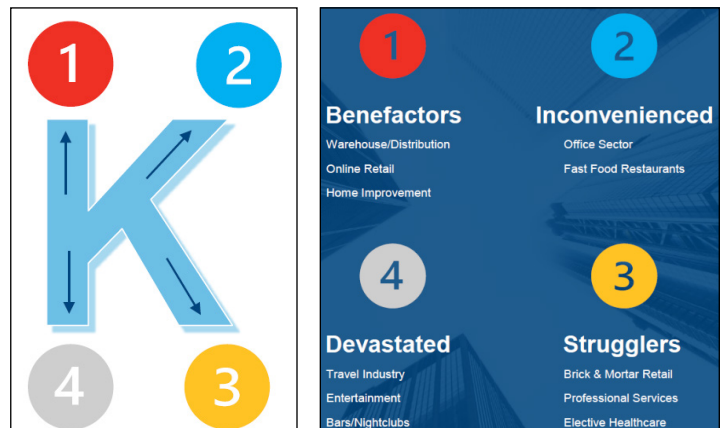 1
2
K
4
3
1
2
Benefactors
Inconvenienced
Warehouse/Distribution
Office Sector
Online Retail
Fast Food Restaurants
Home Improvement
4
3
Devastated
Strugglers
Travel Industry
Brick & Mortar Retail
Entertainment
Professional Services
Bars/Nightclubs
Elective Healthcare